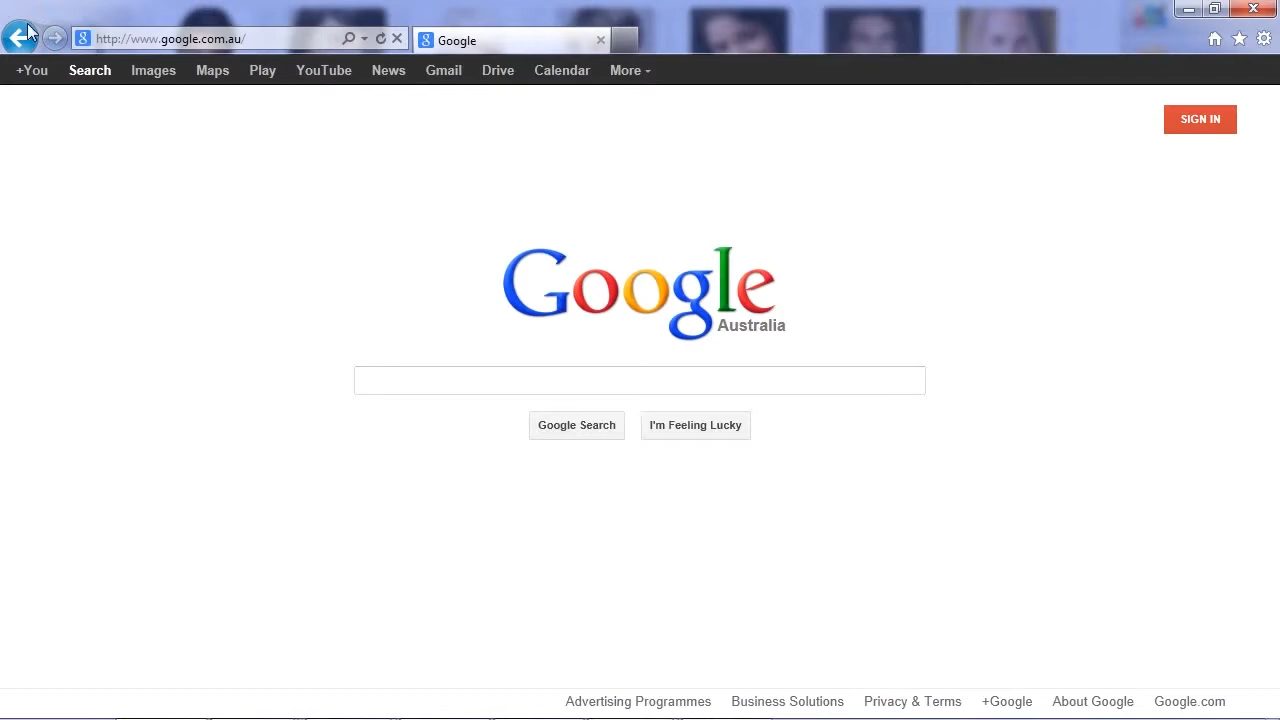 http://www.google.com.au/
Google
+You Search Images Maps Play YouTube News Gmail Drive Calendar More
SIGN IN
Google
Australia
Google Search I'm Feeling Lucky
Advertising Programmes Business Solutions Privacy & Terms +Google About Google Google.com